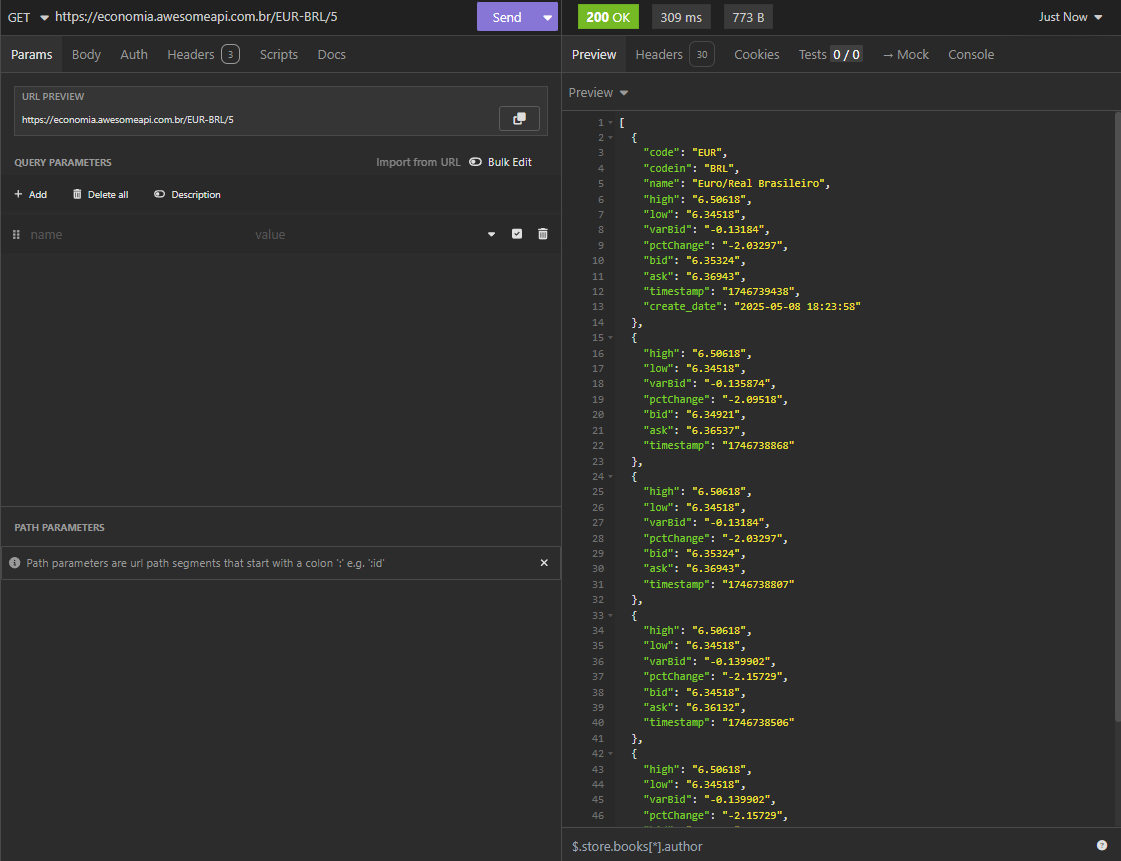 GET https://economia.awesomeapi.com.br/EUR-BRL/5 Send
Params Body Auth Headers 3 Scripts Docs
URL PREVIEW
https://economia.awesomeapi.com.br/EUR-BRL/5
QUERY PARAMETERS Import from URL Bulk Edit
+ Add Delete all Description
name value
PATH PARAMETERS
Path parameters are url path segments that start with a colon ':' e.g. ':id'
200 OK 309 ms 773 B Just Now
Preview Headers 30 Cookies Tests 0 / 0 → Mock Console
Preview
1 [
2 {
3 "code": "EUR",
4 "codein": "BRL",
5 "name": "Euro/Real Brasileiro",
6 "high": "6.50618",
7 "low": "6.34518",
8 "varBid": "-0.13184",
9 "pctChange": "-2.03297",
10 "bid": "6.35324",
11 "ask": "6.36943",
12 "timestamp": "1746739438",
13 "create_date": "2025-05-08 18:23:58"
14 },
15 {
16 "high": "6.50618",
17 "low": "6.34518",
18 "varBid": "-0.135874",
19 "pctChange": "-2.09518",
20 "bid": "6.34921",
21 "ask": "6.36537",
22 "timestamp": "1746738868"
23 },
24 {
25 "high": "6.50618",
26 "low": "6.34518",
27 "varBid": "-0.13184",
28 "pctChange": "-2.03297",
29 "bid": "6.35324",
30 "ask": "6.36943",
31 "timestamp": "1746738807"
32 },
33 {
34 "high": "6.50618",
35 "low": "6.34518",
36 "varBid": "-0.139902",
37 "pctChange": "-2.15729",
38 "bid": "6.34518",
39 "ask": "6.36132",
40 "timestamp": "1746738506"
41 },
42 {
43 "high": "6.50618",
44 "low": "6.34518",
45 "varBid": "-0.139902",
46 "pctChange": "-2.15729",
$.store.books[*].author